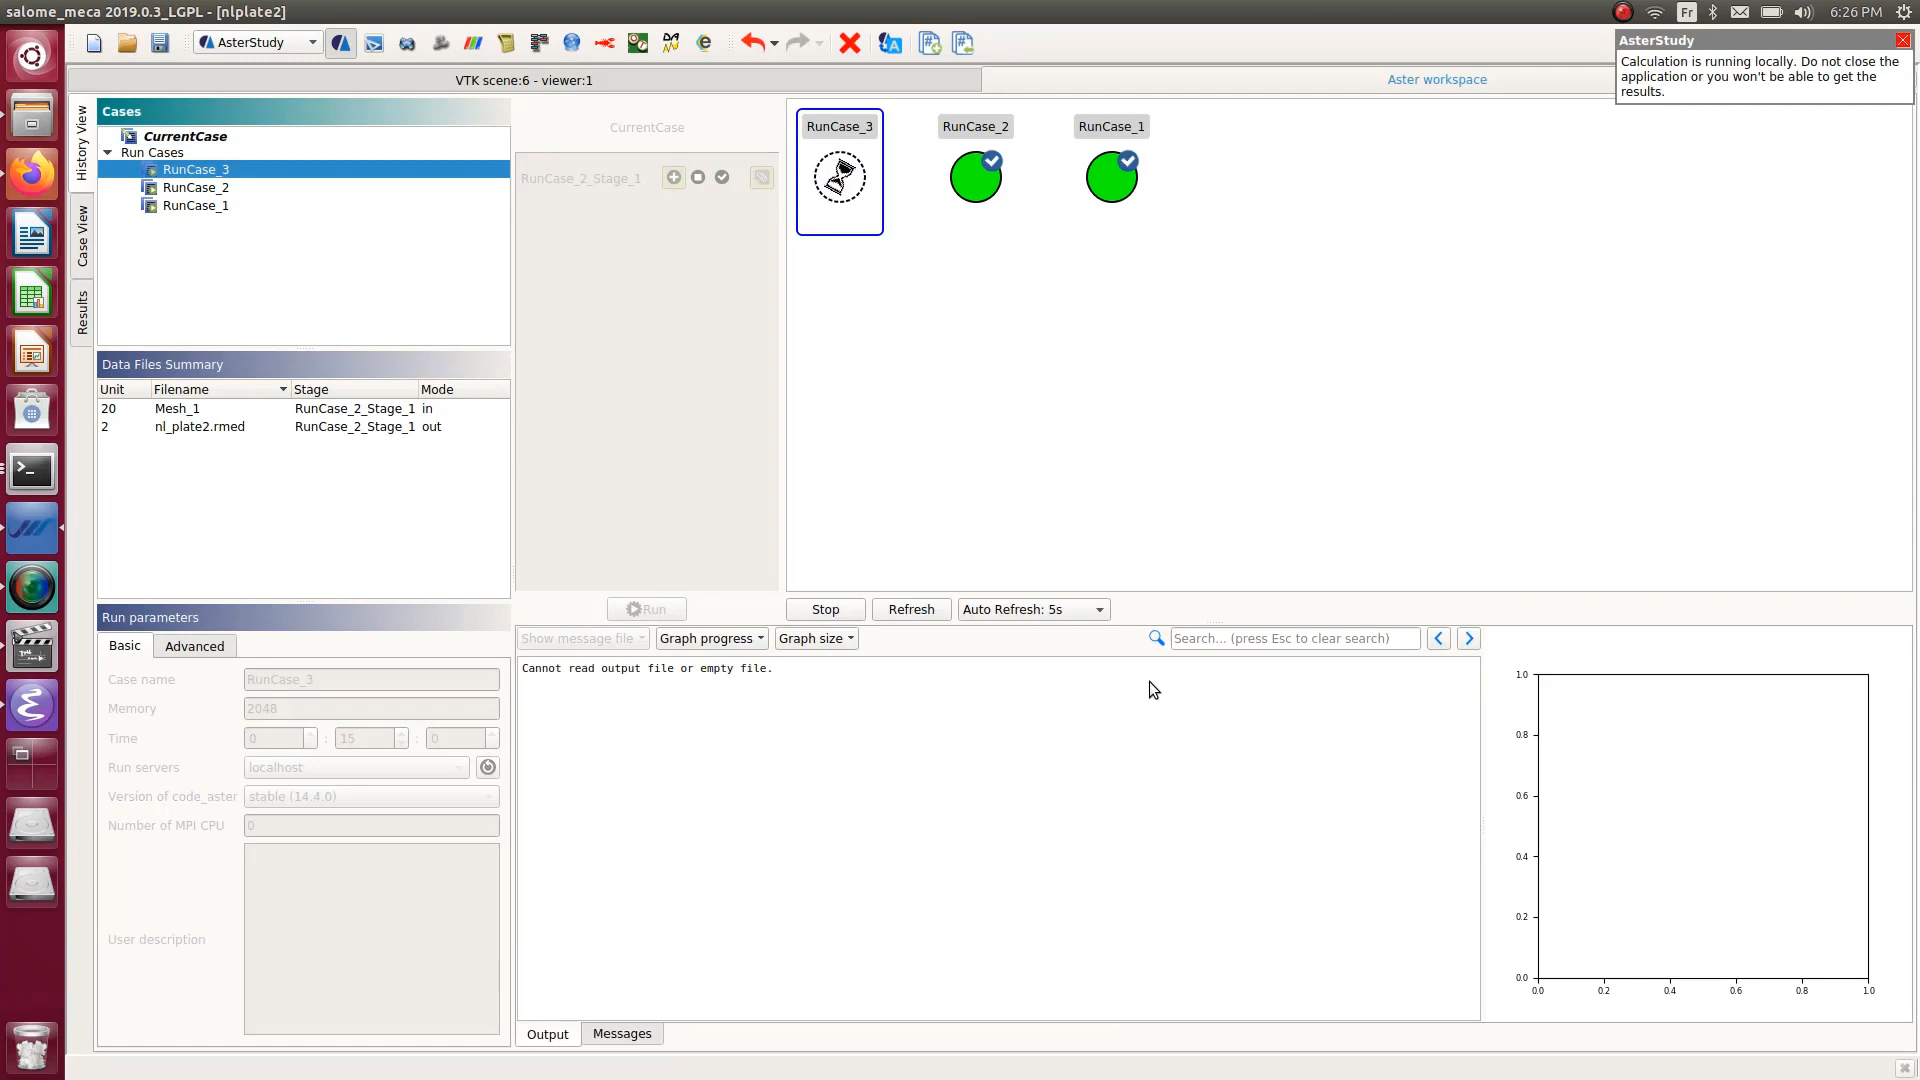 salome_meca 2019.0.3_LGPL - [nlplate2]
Fr
6:26 PM
AsterStudy
AsterStudy
Calculation is running locally. Do not close the
application or you won't be able to get the
results.
VTK scene:6 - viewer:1
Aster workspace
History View
Case View
Results
Cases
CurrentCase
Run Cases
RunCase_3
RunCase_2
RunCase_1
CurrentCase
RunCase_2_Stage_1
RunCase_3
RunCase_2
RunCase_1
Data Files Summary
Unit Filename Stage Mode
20 Mesh_1 RunCase_2_Stage_1 in
2 nl_plate2.rmed RunCase_2_Stage_1 out
Run
Stop
Refresh
Auto Refresh: 5s
Run parameters
Basic
Advanced
Case name RunCase_3
Memory 2048
Time 0 : 15 : 0
Run servers localhost
Version of code_aster stable (14.4.0)
Number of MPI CPU 0
User description
Show message file
Graph progress
Graph size
Search... (press Esc to clear search)
Cannot read output file or empty file.
1.0
0.8
0.6
0.4
0.2
0.0
0.0 0.2 0.4 0.6 0.8 1.0
Output
Messages